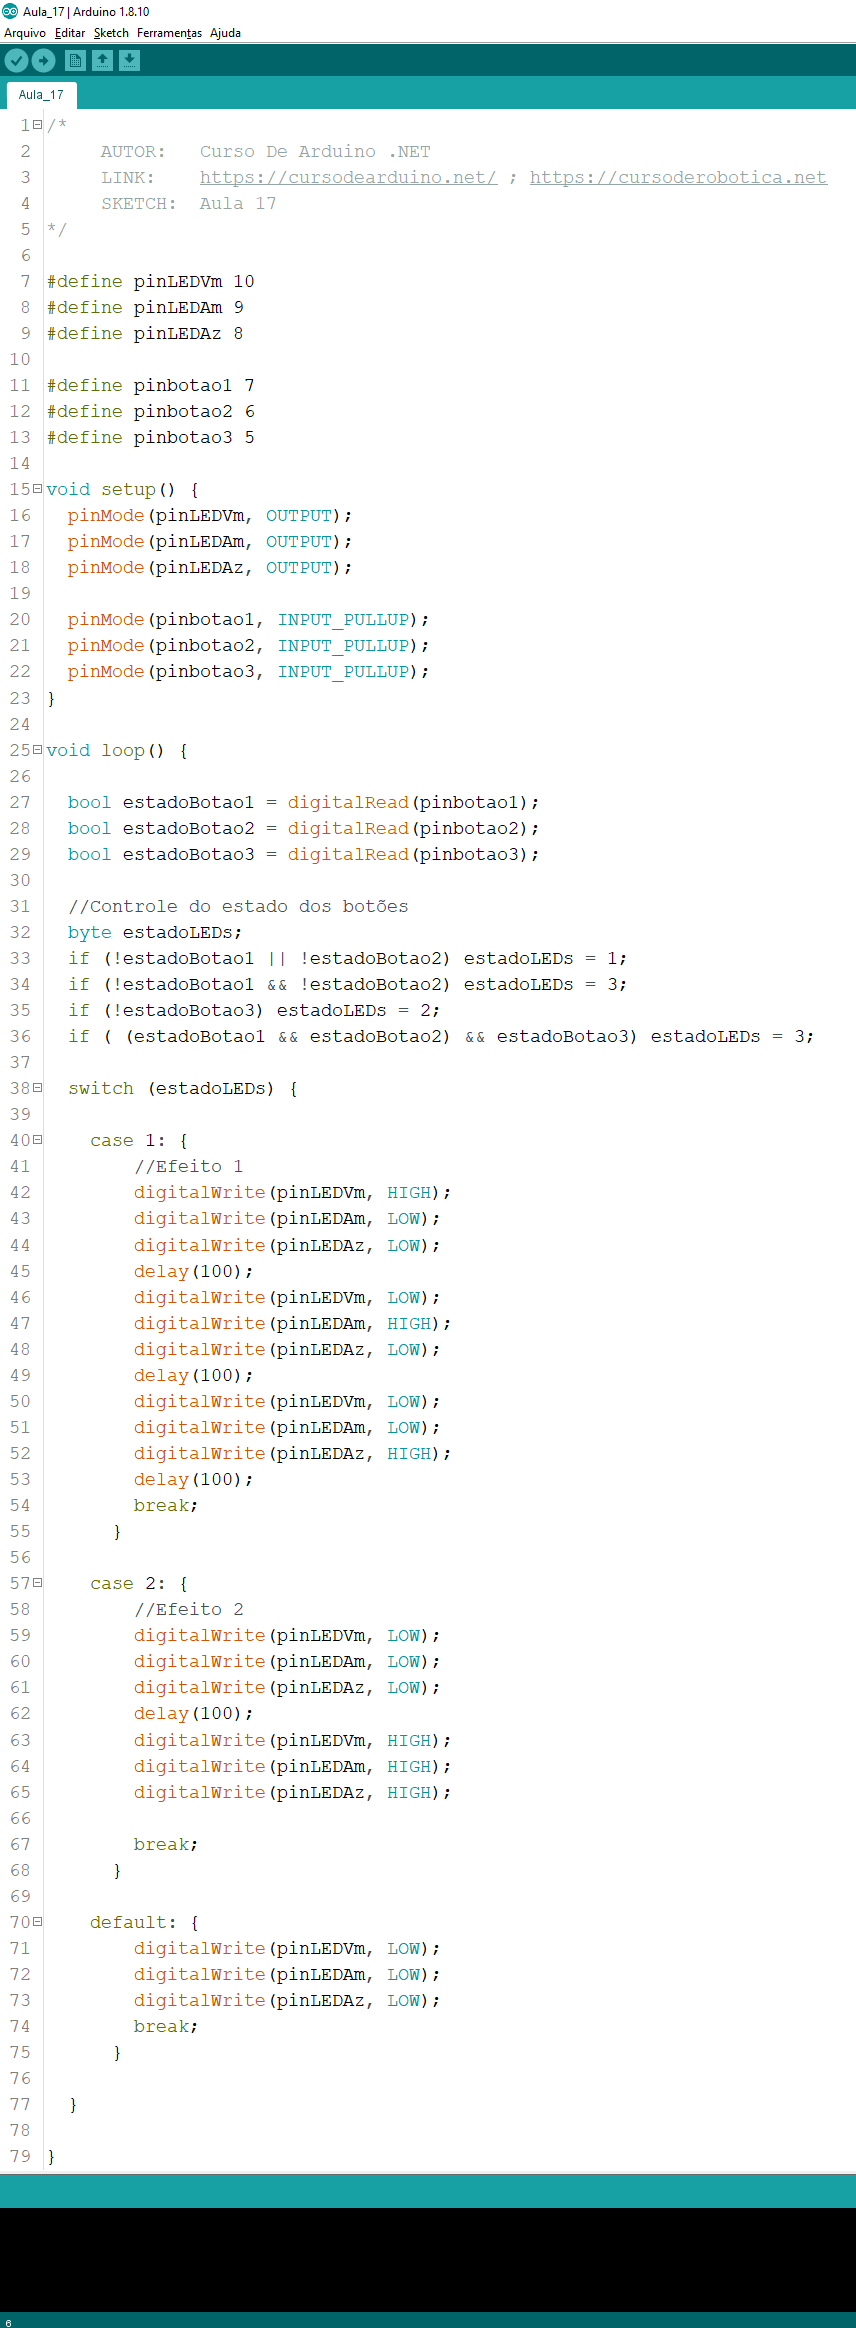 Aula_17 | Arduino 1.8.10
Arquivo Editar Sketch Ferramentas Ajuda
Aula_17
1 /*
2      AUTOR:   Curso De Arduino .NET
3      LINK:    https://cursodearduino.net/ ; https://cursoderobotica.net
4      SKETCH:  Aula 17
5 */
6
7 #define pinLEDVm 10
8 #define pinLEDAm 9
9 #define pinLEDAz 8
10
11 #define pinbotao1 7
12 #define pinbotao2 6
13 #define pinbotao3 5
14
15 void setup() {
16   pinMode(pinLEDVm, OUTPUT);
17   pinMode(pinLEDAm, OUTPUT);
18   pinMode(pinLEDAz, OUTPUT);
19
20   pinMode(pinbotao1, INPUT_PULLUP);
21   pinMode(pinbotao2, INPUT_PULLUP);
22   pinMode(pinbotao3, INPUT_PULLUP);
23 }
24
25 void loop() {
26
27   bool estadoBotao1 = digitalRead(pinbotao1);
28   bool estadoBotao2 = digitalRead(pinbotao2);
29   bool estadoBotao3 = digitalRead(pinbotao3);
30
31   //Controle do estado dos botões
32   byte estadoLEDs;
33   if (!estadoBotao1 || !estadoBotao2) estadoLEDs = 1;
34   if (!estadoBotao1 && !estadoBotao2) estadoLEDs = 3;
35   if (!estadoBotao3) estadoLEDs = 2;
36   if ( (estadoBotao1 && estadoBotao2) && estadoBotao3) estadoLEDs = 3;
37
38   switch (estadoLEDs) {
39
40     case 1: {
41         //Efeito 1
42         digitalWrite(pinLEDVm, HIGH);
43         digitalWrite(pinLEDAm, LOW);
44         digitalWrite(pinLEDAz, LOW);
45         delay(100);
46         digitalWrite(pinLEDVm, LOW);
47         digitalWrite(pinLEDAm, HIGH);
48         digitalWrite(pinLEDAz, LOW);
49         delay(100);
50         digitalWrite(pinLEDVm, LOW);
51         digitalWrite(pinLEDAm, LOW);
52         digitalWrite(pinLEDAz, HIGH);
53         delay(100);
54         break;
55       }
56
57     case 2: {
58         //Efeito 2
59         digitalWrite(pinLEDVm, LOW);
60         digitalWrite(pinLEDAm, LOW);
61         digitalWrite(pinLEDAz, LOW);
62         delay(100);
63         digitalWrite(pinLEDVm, HIGH);
64         digitalWrite(pinLEDAm, HIGH);
65         digitalWrite(pinLEDAz, HIGH);
66
67         break;
68       }
69
70     default: {
71         digitalWrite(pinLEDVm, LOW);
72         digitalWrite(pinLEDAm, LOW);
73         digitalWrite(pinLEDAz, LOW);
74         break;
75       }
76
77   }
78
79 }
6